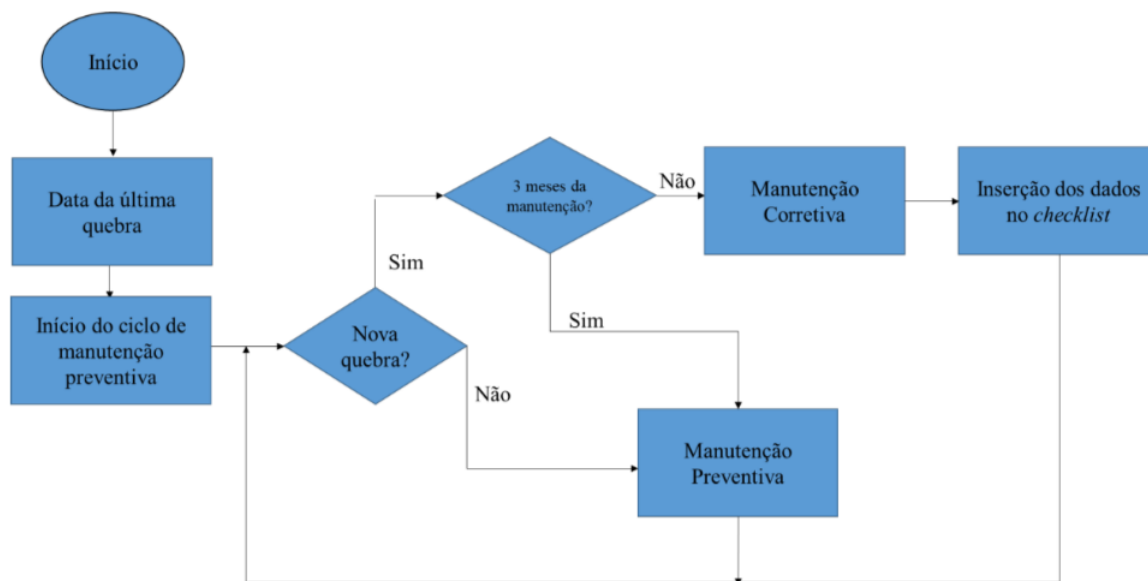 Início
Data da última
quebra
Início do ciclo de
manutenção
preventiva
Nova
quebra?
Sim
Não
3 meses da
manutenção?
Não
Sim
Manutenção
Corretiva
Inserção dos dados
no checklist
Manutenção
Preventiva